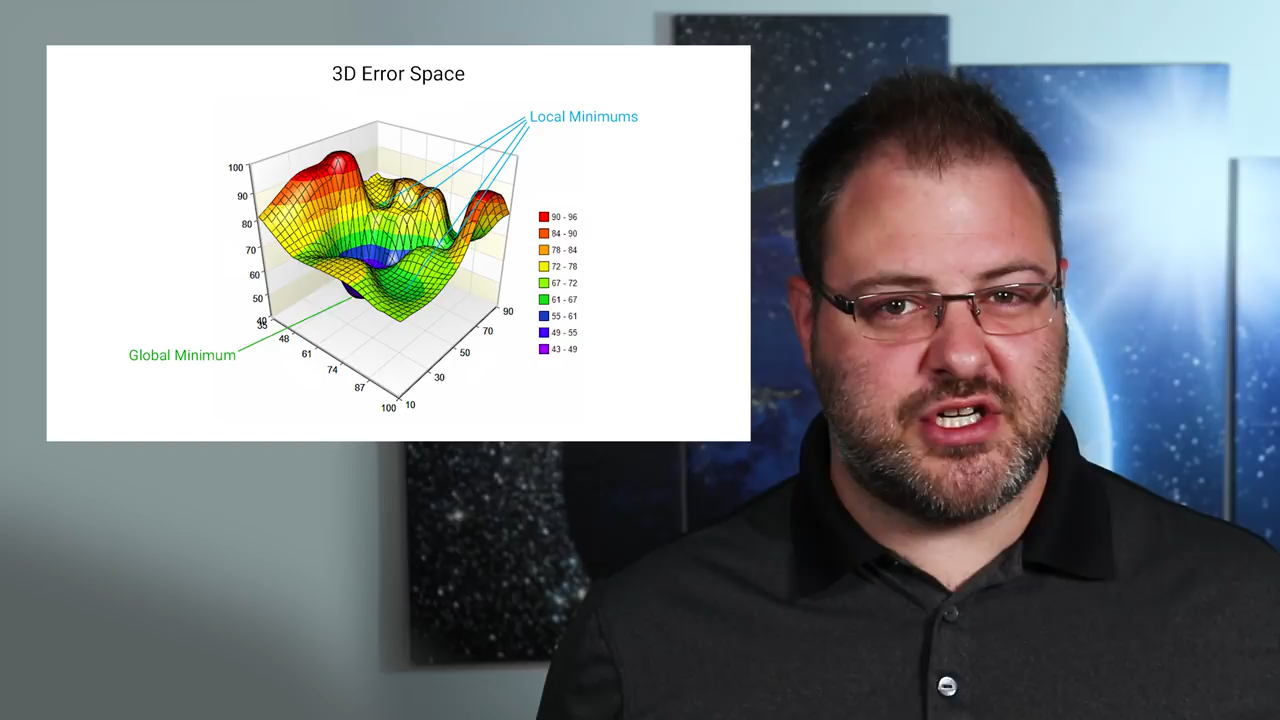 3D Error Space
Local Minimums
Global Minimum
100
90
80
70
60
50
40
35
48
61
74
87
100
10
30
50
70
90
90 - 96
84 - 90
78 - 84
72 - 78
67 - 72
61 - 67
55 - 61
49 - 55
43 - 49